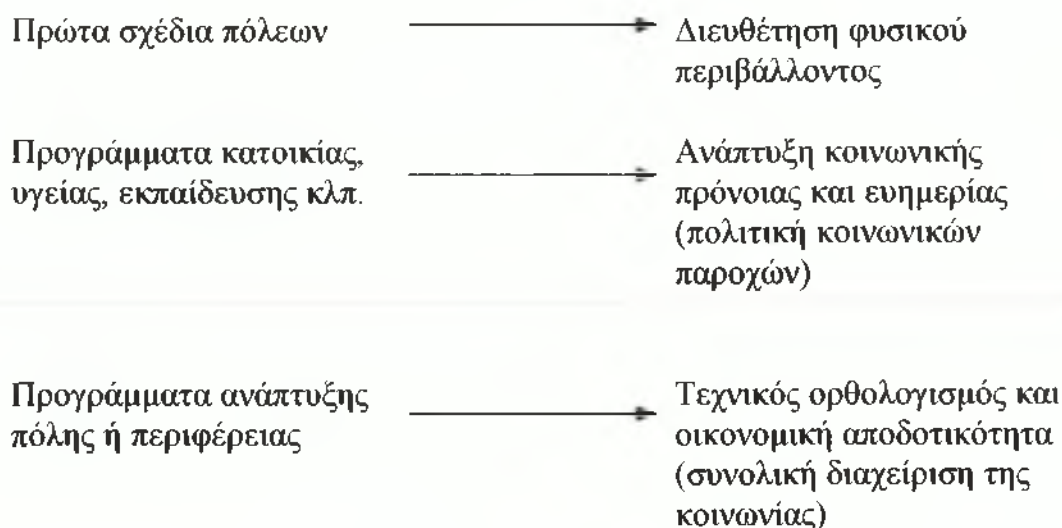 Πρώτα σχέδια πόλεων
Διευθέτηση φυσικού
περιβάλλοντος
Προγράμματα κατοικίας,
υγείας, εκπαίδευσης κλπ.
Ανάπτυξη κοινωνικής
πρόνοιας και ευημερίας
(πολιτική κοινωνικών
παροχών)
Προγράμματα ανάπτυξης
πόλης ή περιφέρειας
Τεχνικός ορθολογισμός και
οικονομική αποδοτικότητα
(συνολική διαχείριση της
κοινωνίας)